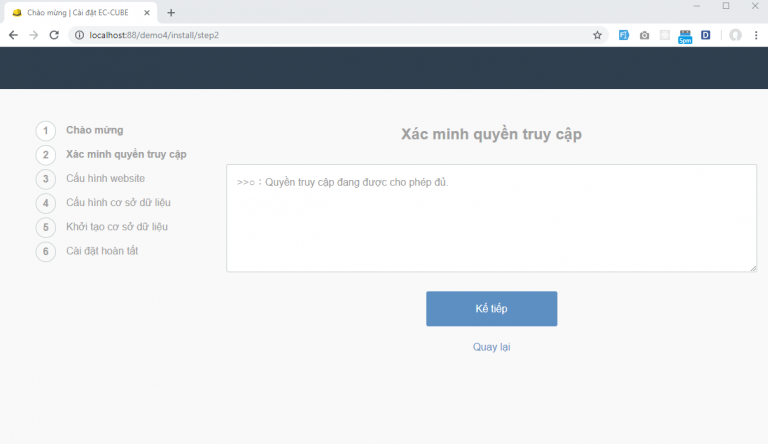 Chào mừng | Cài đặt EC-CUBE
localhost:88/demo4/install/step2
5pm
D
1 Chào mừng
2 Xác minh quyền truy cập
3 Cấu hình website
4 Cấu hình cơ sở dữ liệu
5 Khởi tạo cơ sở dữ liệu
6 Cài đặt hoàn tất
Xác minh quyền truy cập
>>○：Quyền truy cập đang được cho phép đủ.
Kế tiếp
Quay lại